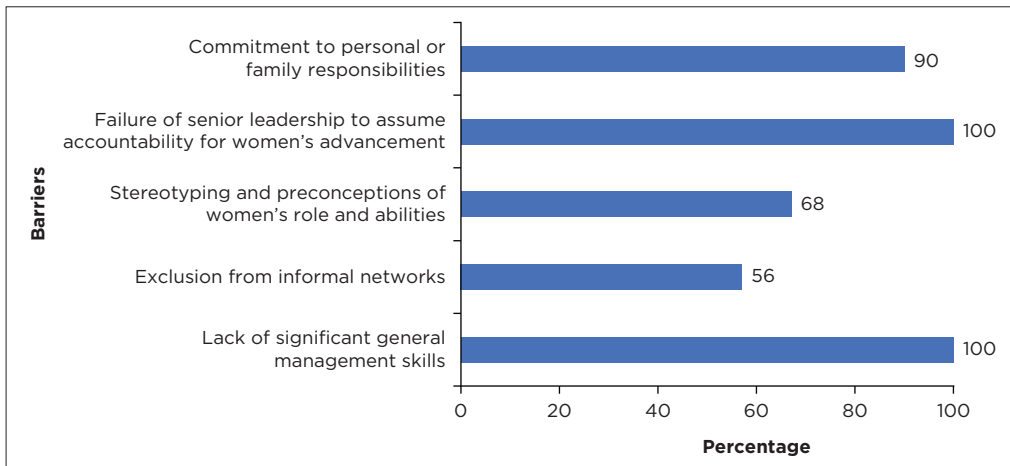 Barriers
Commitment to personal or
family responsibilities
90
Failure of senior leadership to assume
accountability for women’s advancement
100
Stereotyping and preconceptions of
women’s role and abilities
68
Exclusion from informal networks
56
Lack of significant general
management skills
100
0 20 40 60 80 100
Percentage